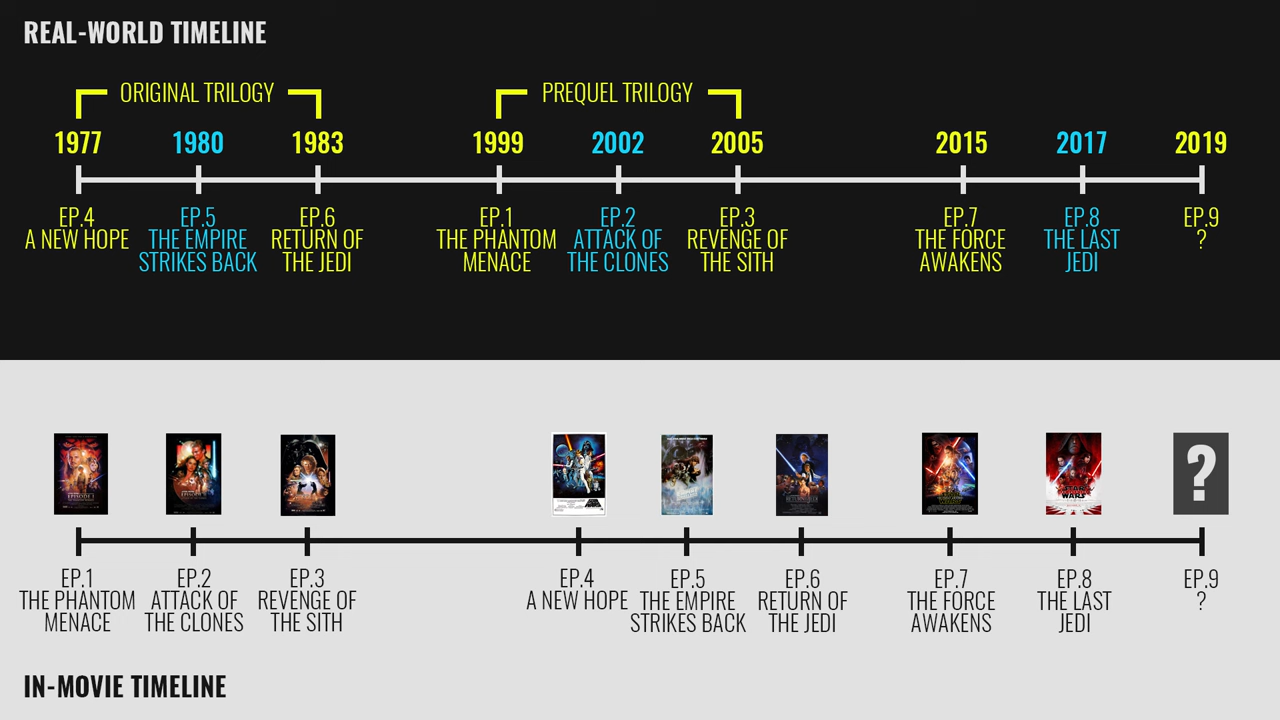 REAL-WORLD TIMELINE
ORIGINAL TRILOGY
PREQUEL TRILOGY
1977
1980
1983
1999
2002
2005
2015
2017
2019
EP.4
A NEW HOPE
EP.5
THE EMPIRE
STRIKES BACK
EP.6
RETURN OF
THE JEDI
EP.1
THE PHANTOM
MENACE
EP.2
ATTACK OF
THE CLONES
EP.3
REVENGE OF
THE SITH
EP.7
THE FORCE
AWAKENS
EP.8
THE LAST
JEDI
EP.9
?
EPISODE I
STAR
WARS
?
EP.1
THE PHANTOM
MENACE
EP.2
ATTACK OF
THE CLONES
EP.3
REVENGE OF
THE SITH
EP.4
A NEW HOPE
EP.5
THE EMPIRE
STRIKES BACK
EP.6
RETURN OF
THE JEDI
EP.7
THE FORCE
AWAKENS
EP.8
THE LAST
JEDI
EP.9
?
IN-MOVIE TIMELINE